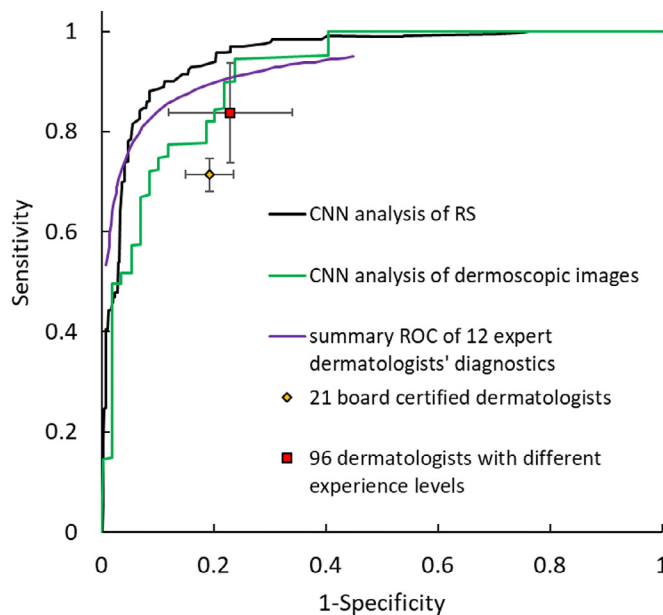 1
0.8
0.6
0.4
0.2
0
Sensitivity
CNN analysis of RS
CNN analysis of dermoscopic images
summary ROC of 12 expert
dermatologists' diagnostics
21 board certified dermatologists
96 dermatologists with different
experience levels
0
0.2
0.4
0.6
0.8
1
1-Specificity